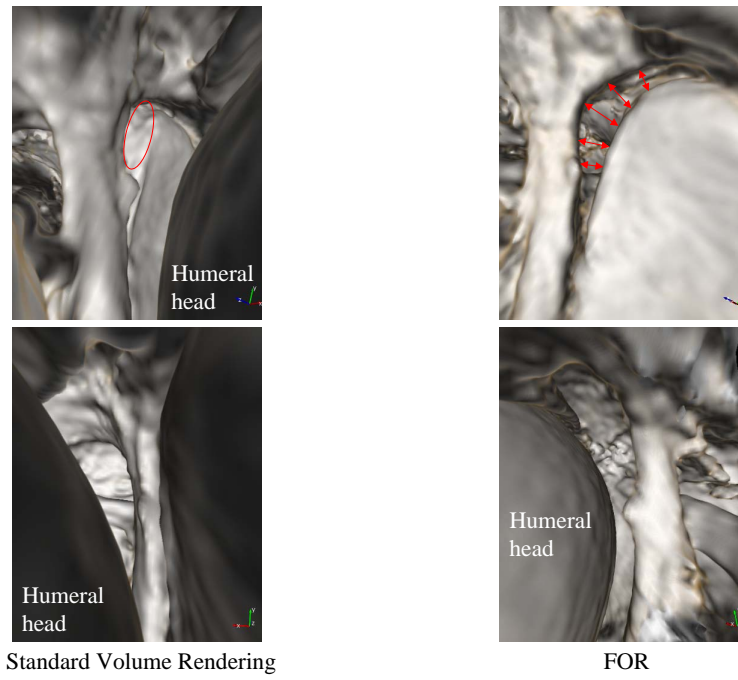 Humeral
head
Humeral
head
Humeral
head
Standard Volume Rendering
FOR